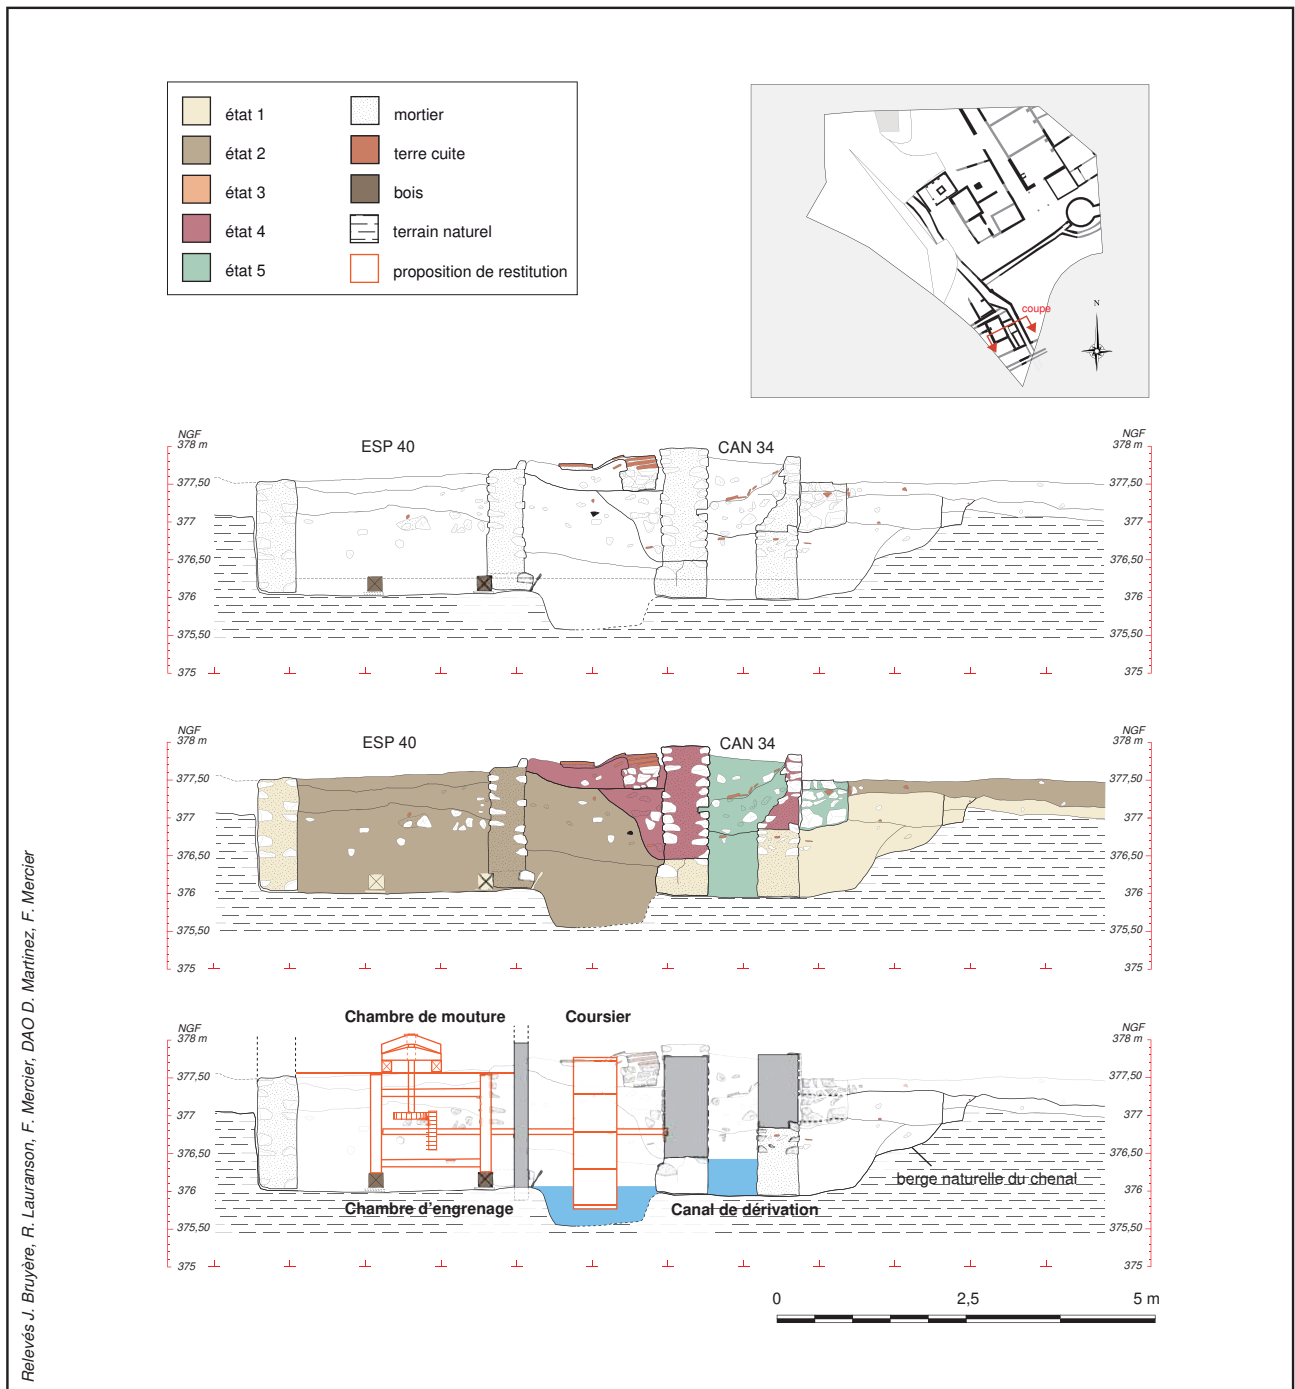 état 1
état 2
état 3
état 4
état 5
mortier
terre cuite
bois
terrain naturel
proposition de restitution
coupe
N
NGF
378 m
377,50
377
376,50
376
375,50
375
ESP 40
CAN 34
NGF
378 m
377,50
377
376,50
376
375,50
375
NGF
378 m
377,50
377
376,50
376
375,50
375
ESP 40
CAN 34
NGF
378 m
377,50
377
376,50
376
375,50
375
NGF
378 m
377,50
377
376,50
376
375,50
375
Chambre de mouture
Coursier
Chambre d'engrenage
Canal de dérivation
berge naturelle du chenal
NGF
378 m
377,50
377
376,50
376
375,50
375
0 2,5 5 m
Relevés J. Bruyère, R. Lauranson, F. Mercier, DAO D. Martinez, F. Mercier